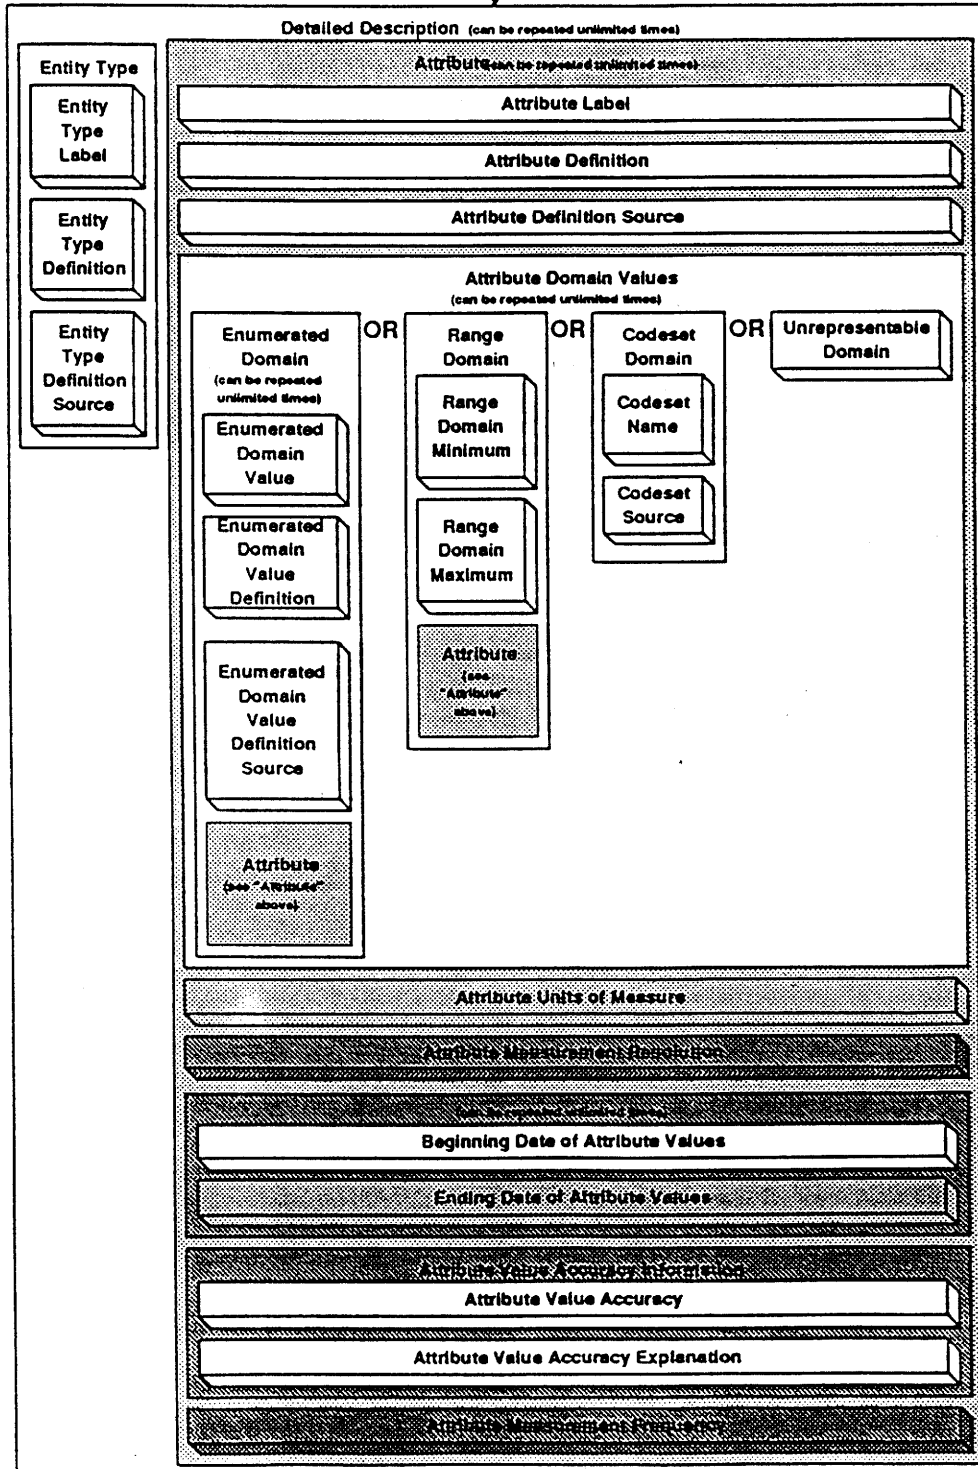 Detailed Description (can be repeated unlimited times)
Entity Type
Entity
Type
Label
Entity
Type
Definition
Entity
Type
Definition
Source
Attribute (can be repeated unlimited times)
Attribute Label
Attribute Definition
Attribute Definition Source
Attribute Domain Values
(can be repeated unlimited times)
Enumerated
Domain
(can be repeated
unlimited times)
Enumerated
Domain
Value
Enumerated
Domain
Value
Definition
Enumerated
Domain
Value
Definition
Source
Attribute
(see "Attribute"
above)
OR
Range
Domain
Range
Domain
Minimum
Range
Domain
Maximum
Attribute
(see
"Attribute"
above)
OR
Codeset
Domain
Codeset
Name
Codeset
Source
OR
Unrepresentable
Domain
Attribute Units of Measure
Attribute Measurement Resolution
(can be repeated unlimited times)
Beginning Date of Attribute Values
Ending Date of Attribute Values
Attribute Value Accuracy Information
Attribute Value Accuracy
Attribute Value Accuracy Explanation
Attribute Measurement Frequency